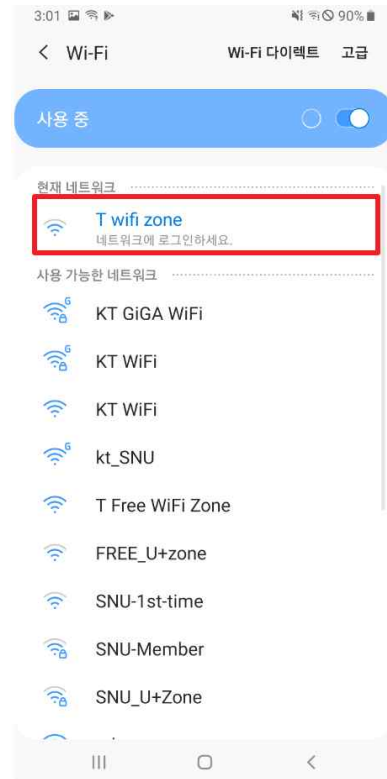 3:01 90%
Wi-Fi Wi-Fi 다이렉트 고급
사용 중
현재 네트워크
T wifi zone
네트워크에 로그인하세요.
사용 가능한 네트워크
G
KT GiGA WiFi
G
KT WiFi
KT WiFi
G
kt_SNU
T Free WiFi Zone
FREE_U+zone
SNU-1st-time
SNU-Member
SNU_U+Zone